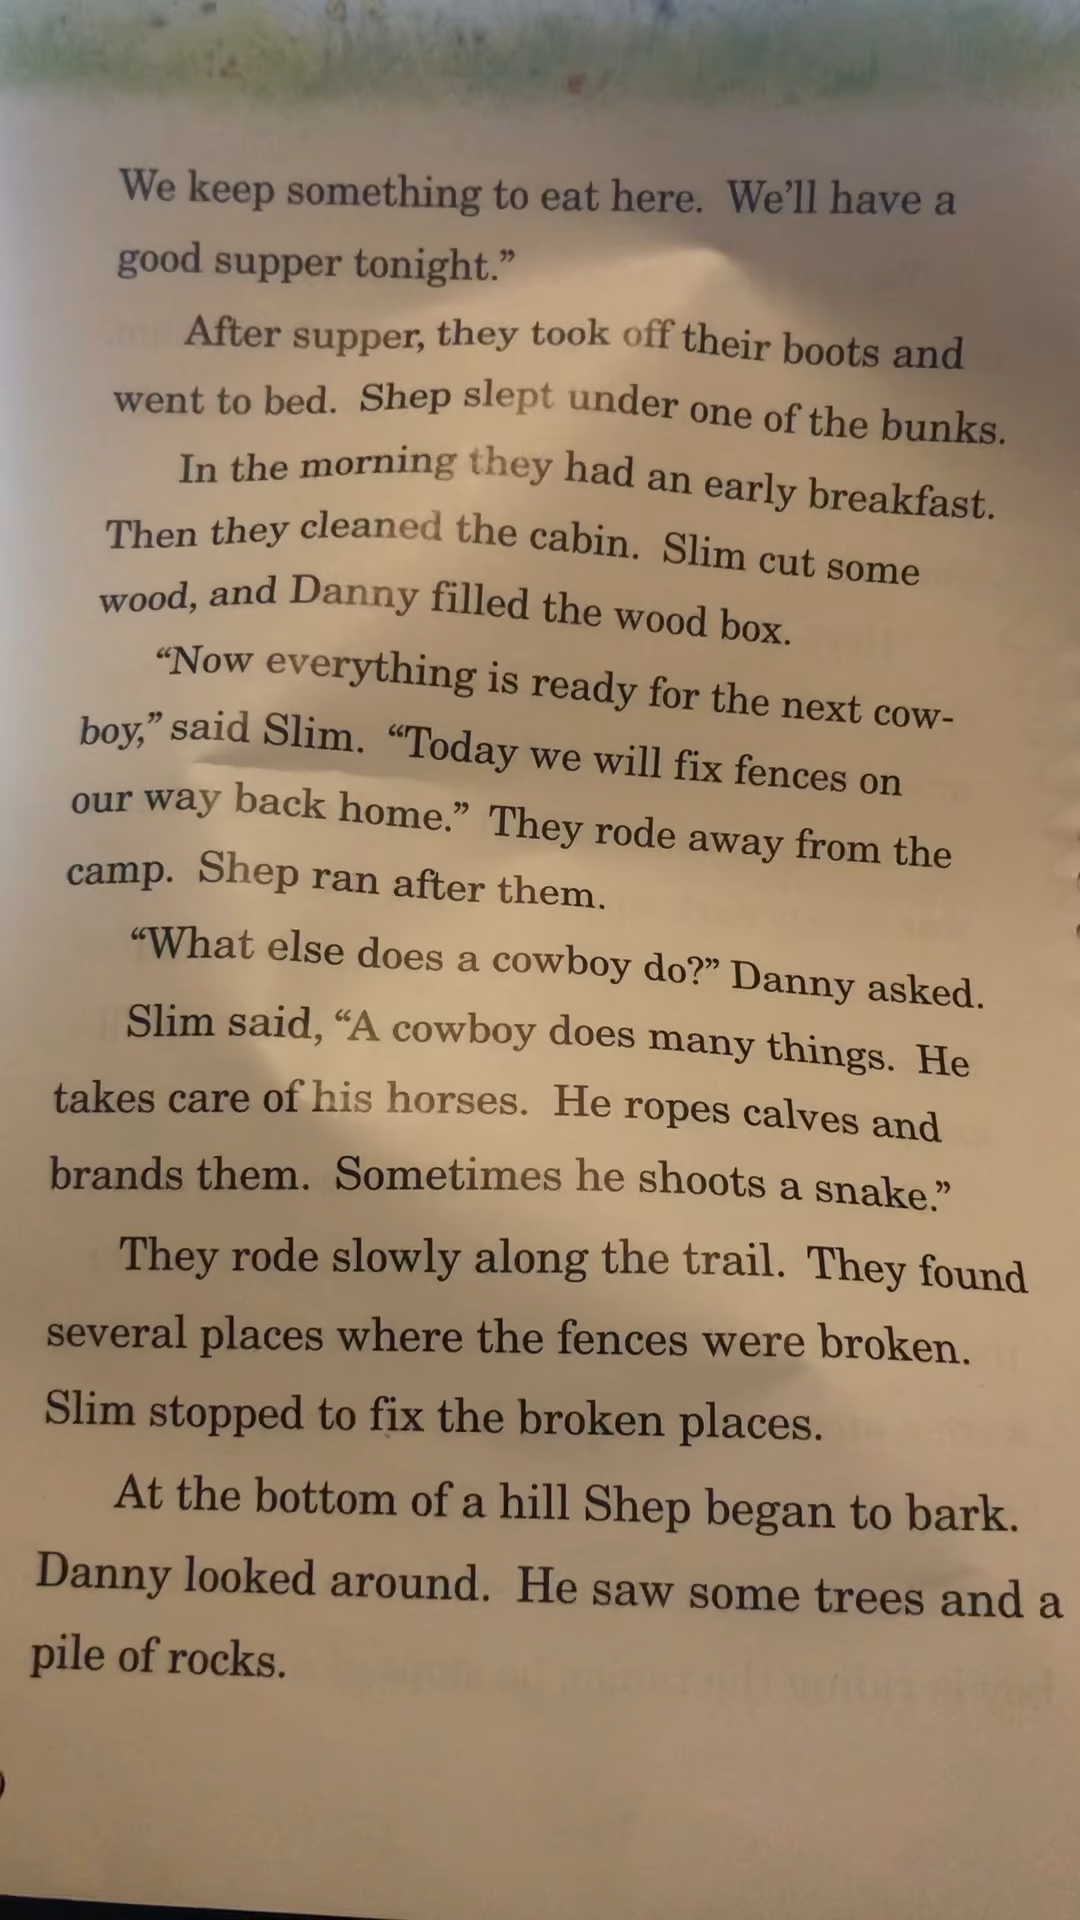 We keep something to eat here. We'll have a
good supper tonight.”
After supper, they took off their boots and
went to bed. Shep slept under one of the bunks.
In the morning they had an early breakfast.
Then they cleaned the cabin. Slim cut some
wood, and Danny filled the wood box.
“Now everything is ready for the next cow-
boy,” said Slim. “Today we will fix fences on
our way back home.” They rode away from the
camp. Shep ran after them.
“What else does a cowboy do?” Danny asked.
Slim said, “A cowboy does many things. He
takes care of his horses. He ropes calves and
brands them. Sometimes he shoots a snake.”
They rode slowly along the trail. They found
several places where the fences were broken.
Slim stopped to fix the broken places.
At the bottom of a hill Shep began to bark.
Danny looked around. He saw some trees and a
pile of rocks.